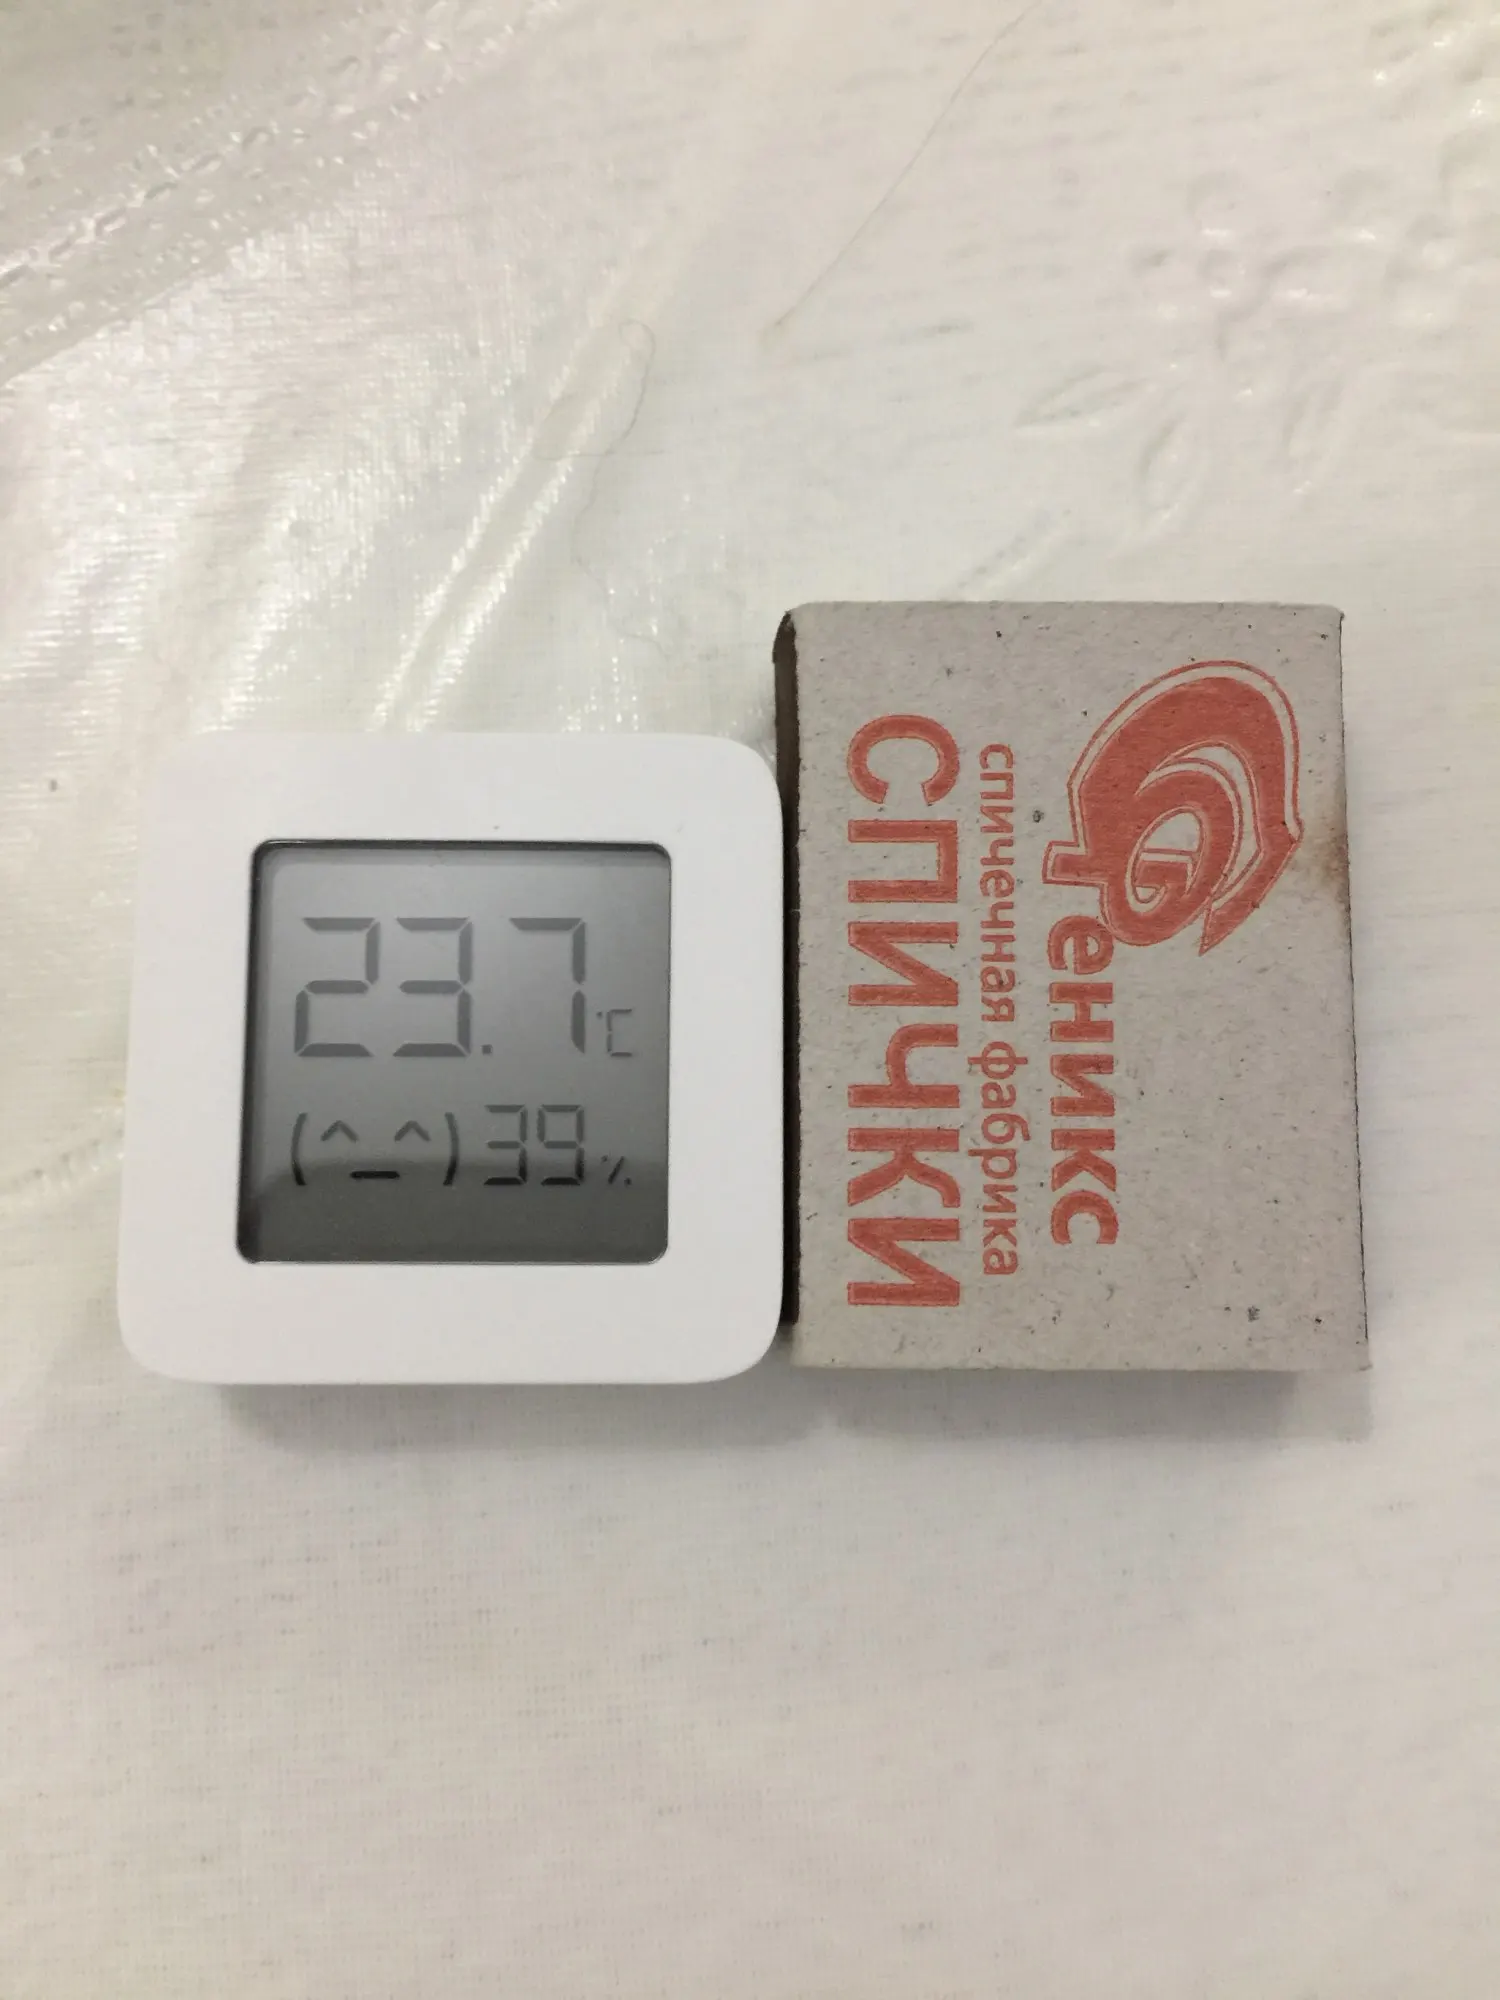 23.7 °C
(^_^) 39 %
Феникс
спичечная фабрика
СПИЧКИ